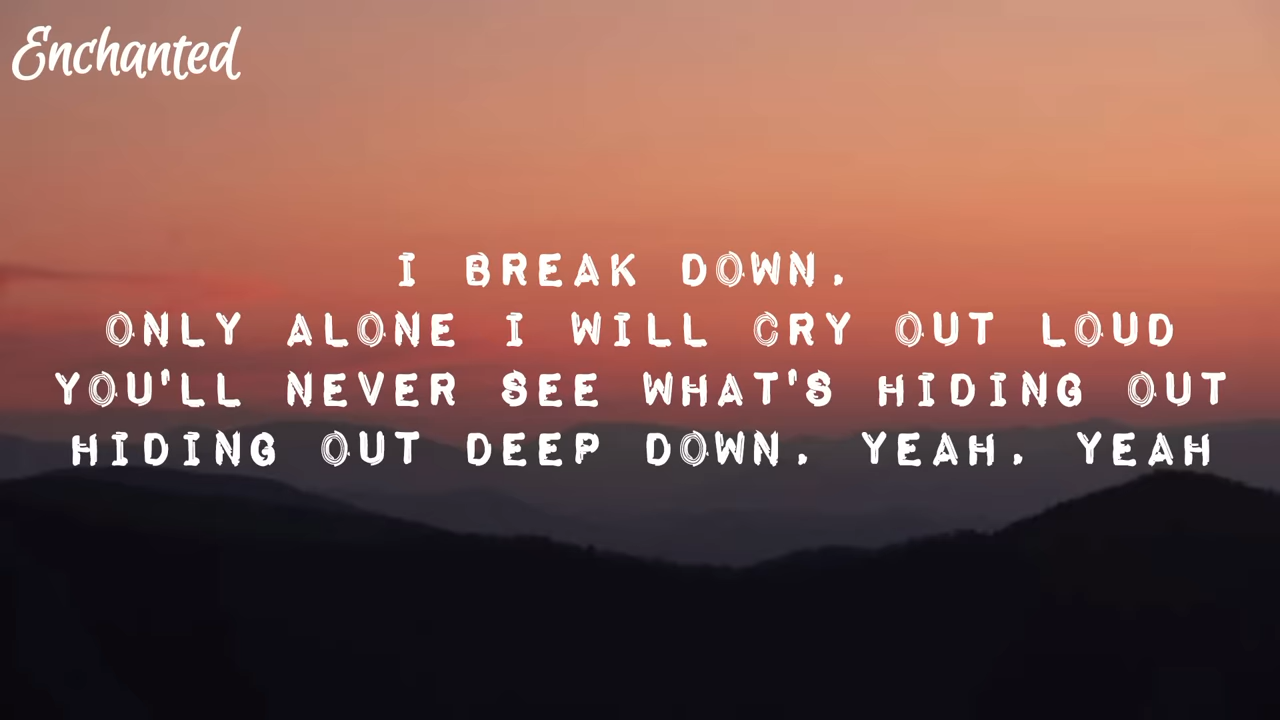 Enchanted
I BREAK DOWN.
ONLY ALONE I WILL CRY OUT LOUD
YOU'LL NEVER SEE WHAT'S HIDING OUT
HIDING OUT DEEP DOWN. YEAH. YEAH